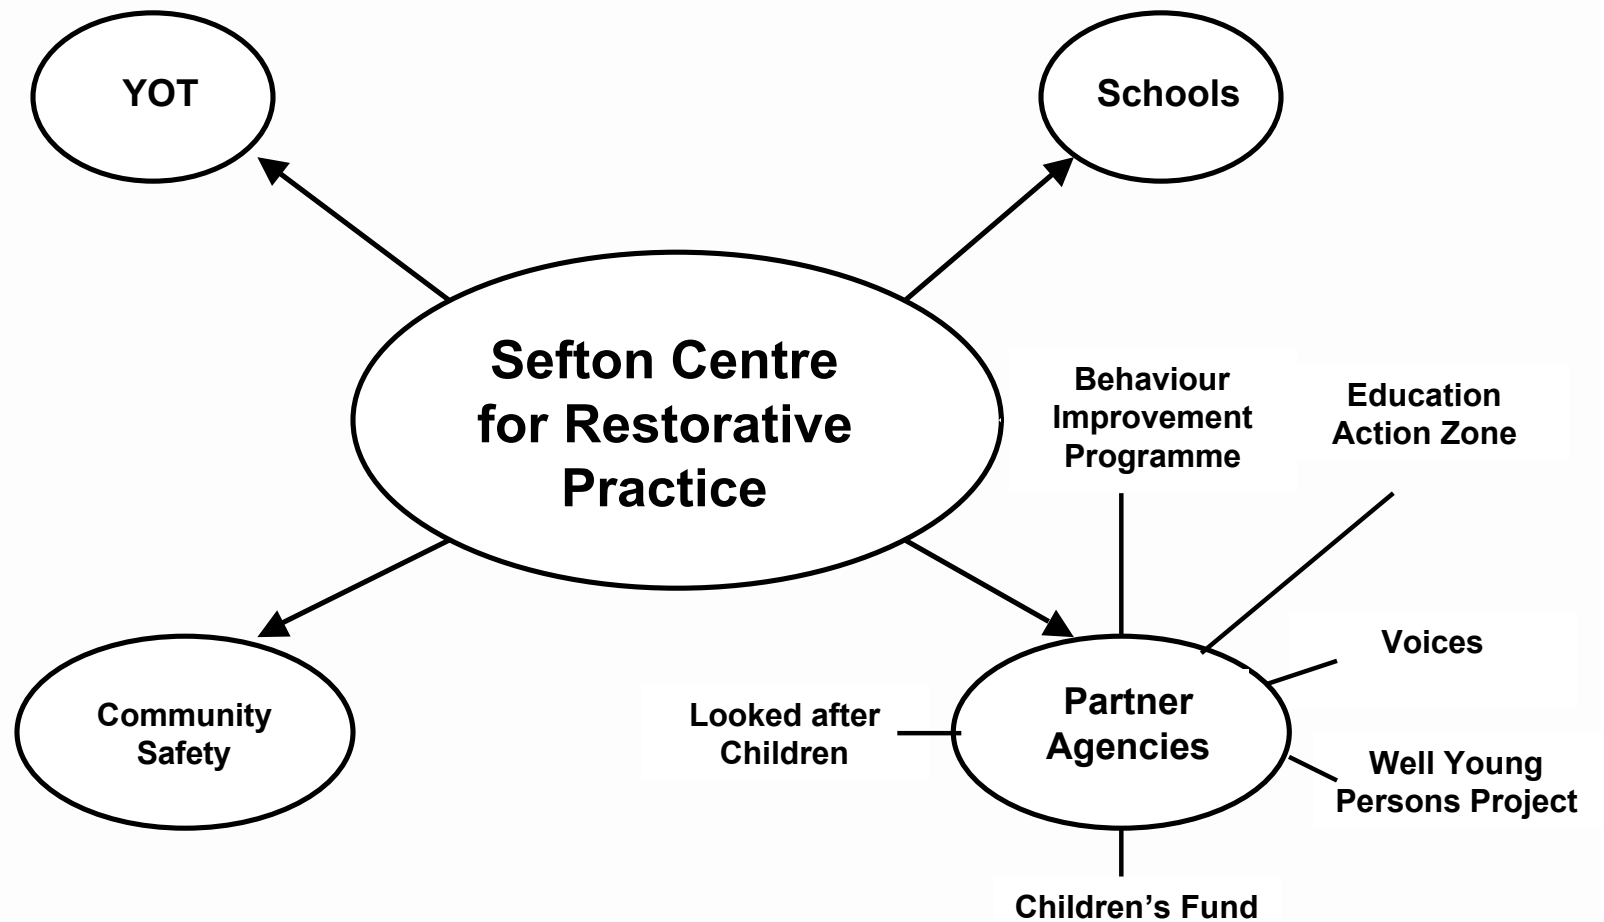 YOT
Schools
Sefton Centre
for Restorative
Practice
Behaviour
Improvement
Programme
Education
Action Zone
Voices
Community
Safety
Looked after
Children
Partner
Agencies
Well Young
Persons Project
Children’s Fund